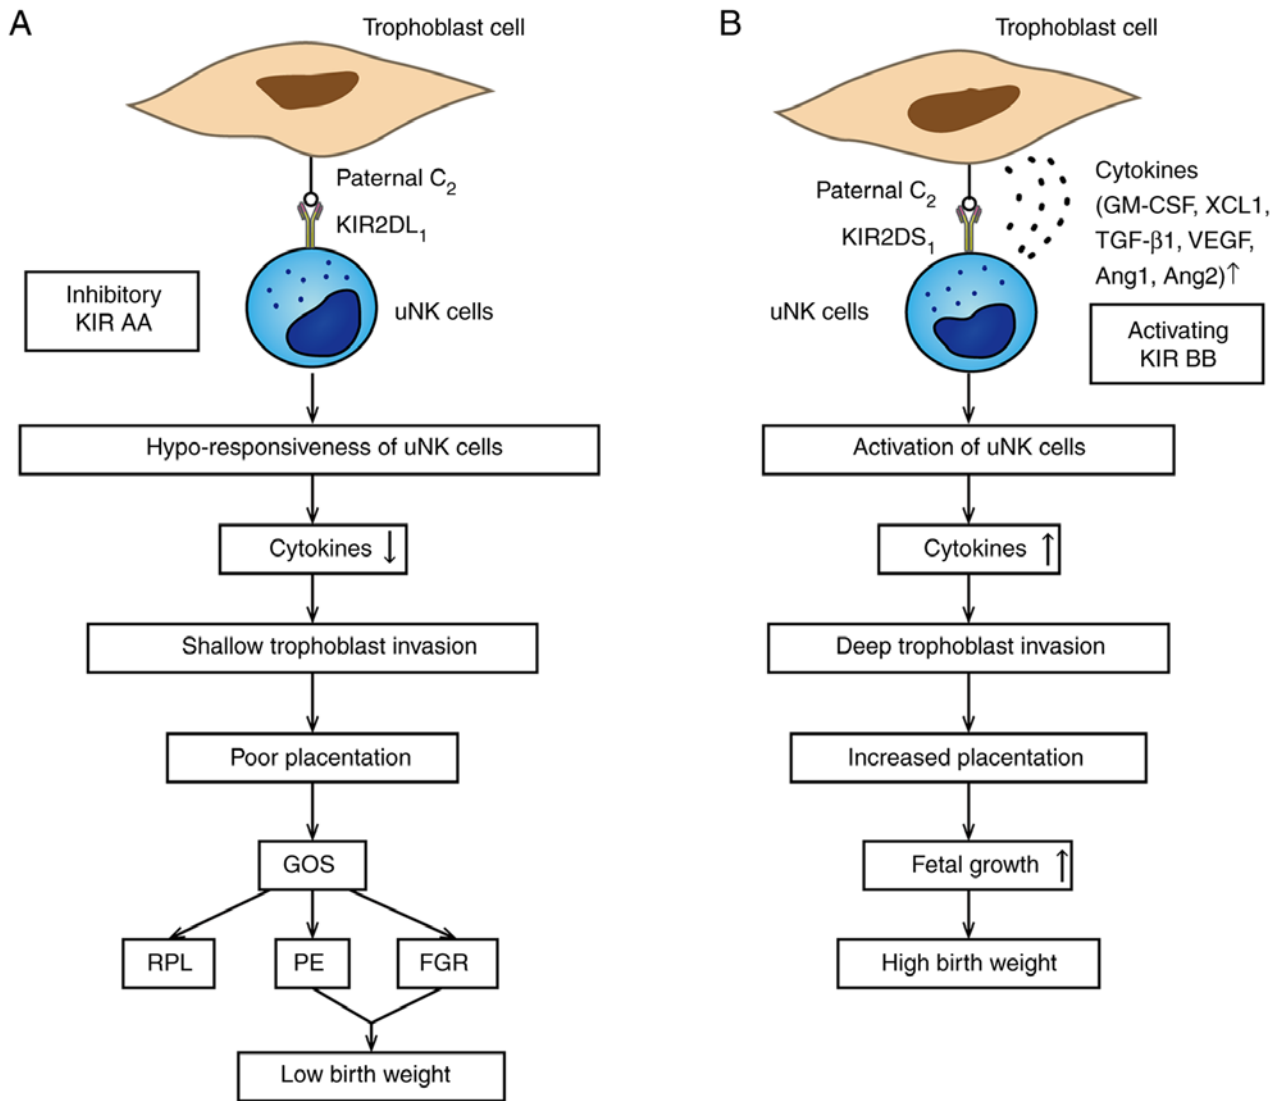 A
Trophoblast cell
Paternal C2
KIR2DL1
Inhibitory
KIR AA
uNK cells
Hypo-responsiveness of uNK cells
Cytokines ↓
Shallow trophoblast invasion
Poor placentation
GOS
RPL
PE
FGR
Low birth weight
B
Trophoblast cell
Paternal C2
KIR2DS1
Cytokines
(GM-CSF, XCL1,
TGF-β1, VEGF,
Ang1, Ang2)↑
uNK cells
Activating
KIR BB
Activation of uNK cells
Cytokines ↑
Deep trophoblast invasion
Increased placentation
Fetal growth ↑
High birth weight